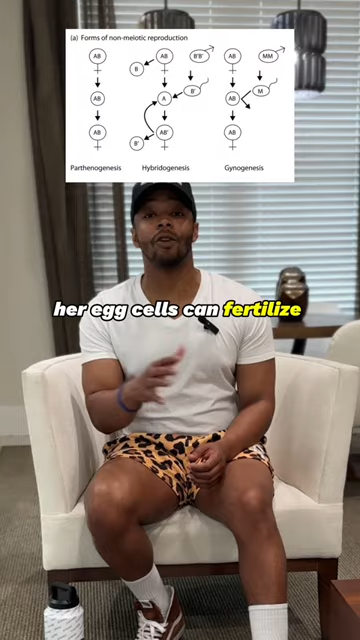 (a) Forms of non-meiotic reproduction
AB AB B'B' AB MM
B
AB A B' AB M
AB B' AB' AB
Parthenogenesis Hybridogenesis Gynogenesis
her egg cells can fertilize